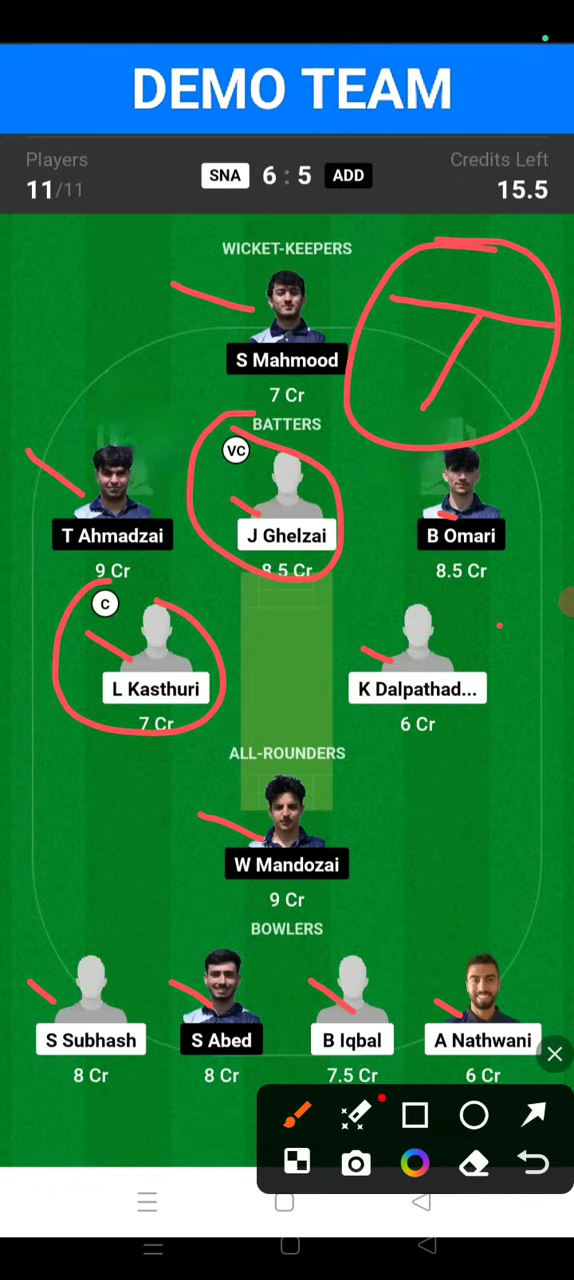 DEMO TEAM
Players
11/11
SNA 6 : 5 ADD
Credits Left
15.5
WICKET-KEEPERS
S Mahmood
7 Cr
BATTERS
VC
T Ahmadzai
9 Cr
J Ghelzai
8.5 Cr
B Omari
8.5 Cr
C
L Kasthuri
7 Cr
K Dalpathad...
6 Cr
ALL-ROUNDERS
W Mandozai
9 Cr
BOWLERS
S Subhash
8 Cr
S Abed
8 Cr
B Iqbal
7.5 Cr
A Nathwani
6 Cr